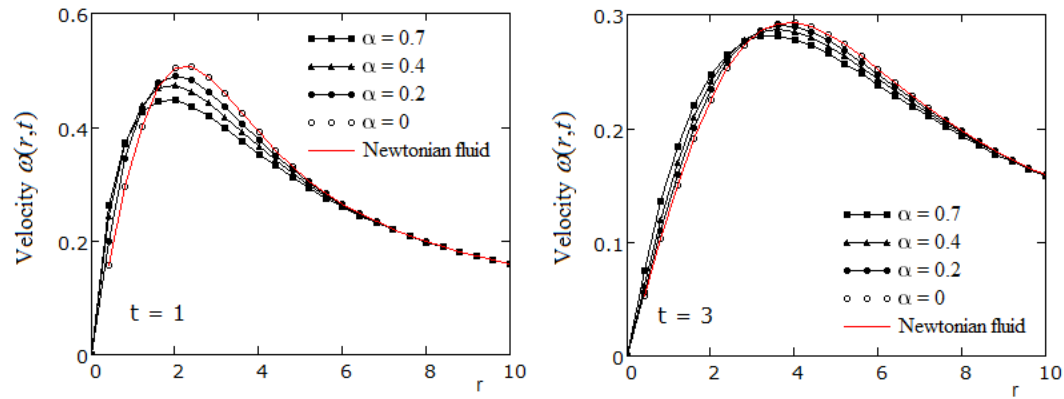 Velocity ω(r,t)
0.6
0.4
0.2
0
0 2 4 6 8 10
r
α = 0.7
α = 0.4
α = 0.2
α = 0
Newtonian fluid
t = 1
Velocity ω(r,t)
0.3
0.2
0.1
0
0 2 4 6 8 10
r
α = 0.7
α = 0.4
α = 0.2
α = 0
Newtonian fluid
t = 3